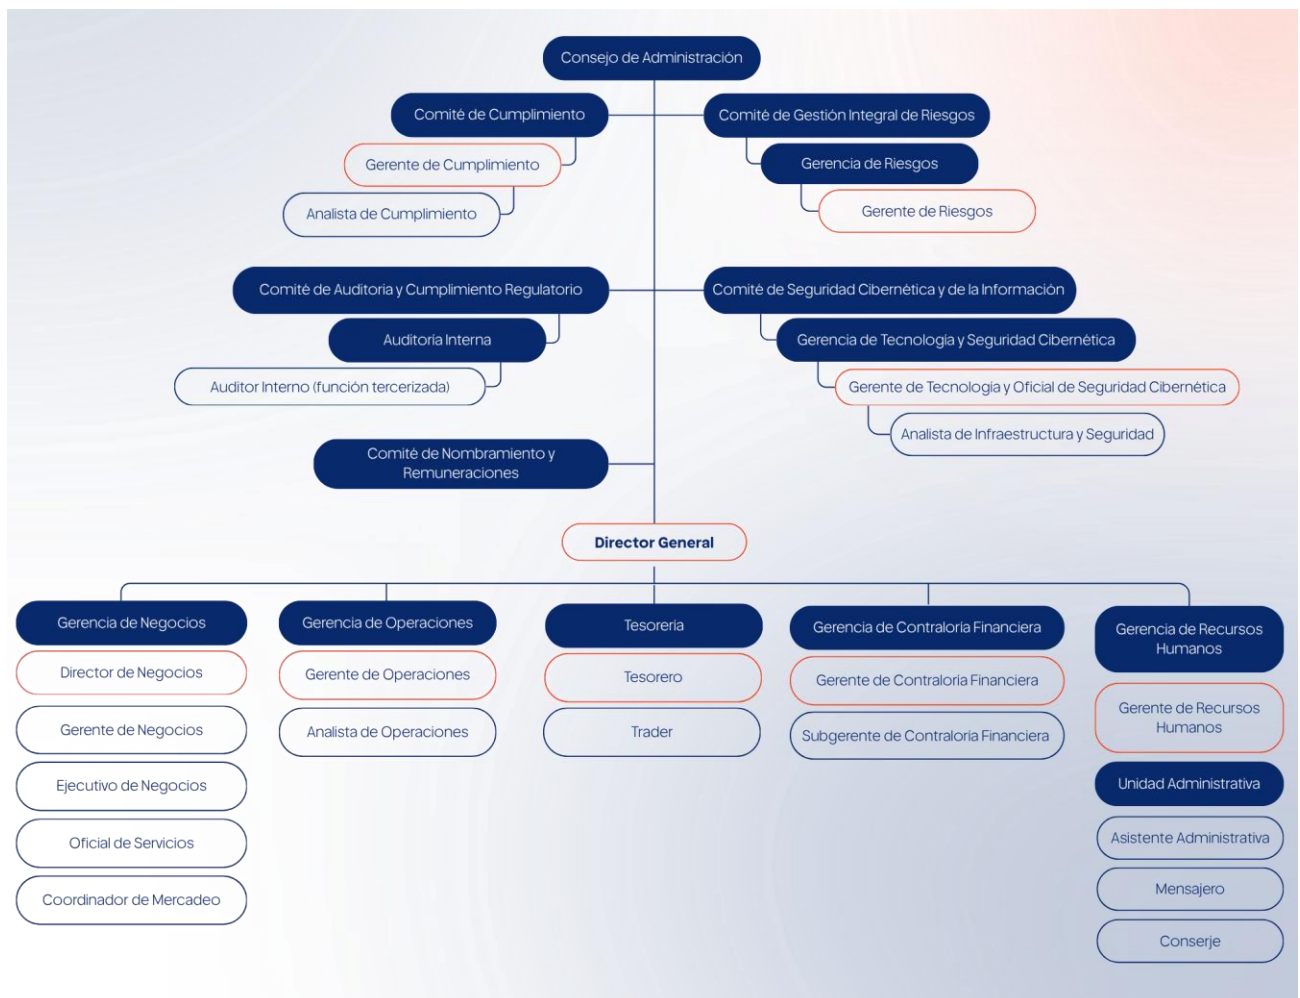 Consejo de Administración
Comité de Cumplimiento
Comité de Gestión Integral de Riesgos
Gerente de Cumplimiento
Gerencia de Riesgos
Analista de Cumplimiento
Gerente de Riesgos
Comité de Auditoria y Cumplimiento Regulatorio
Comité de Seguridad Cibernética y de la Información
Auditoría Interna
Gerencia de Tecnología y Seguridad Cibernética
Auditor Interno (función tercerizada)
Gerente de Tecnología y Oficial de Seguridad Cibernética
Analista de Infraestructura y Seguridad
Comité de Nombramiento y
Remuneraciones
Director General
Gerencia de Negocios
Director de Negocios
Gerente de Negocios
Ejecutivo de Negocios
Oficial de Servicios
Coordinador de Mercadeo
Gerencia de Operaciones
Gerente de Operaciones
Analista de Operaciones
Tesoreria
Tesorero
Trader
Gerencia de Contraloría Financiera
Gerente de Contraloría Financiera
Subgerente de Contraloría Financiera
Gerencia de Recursos
Humanos
Gerente de Recursos
Humanos
Unidad Administrativa
Asistente Administrativa
Mensajero
Conserje